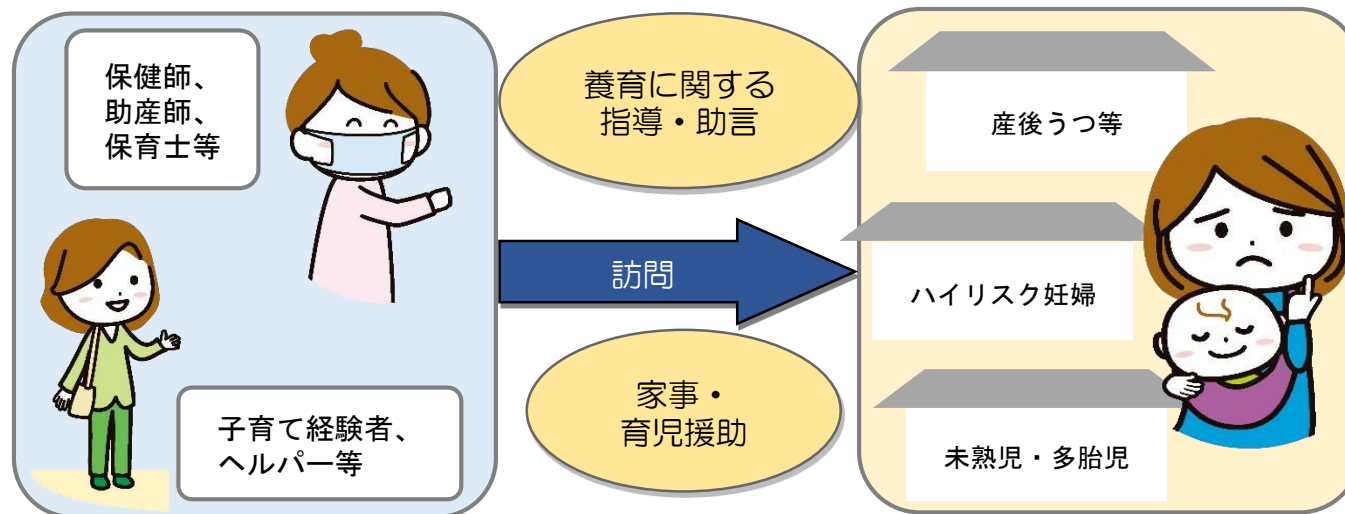 保健師、
助産師、
保育士等
子育て経験者、
ヘルパー等
養育に関する
指導・助言
訪問
家事・
育児援助
産後うつ等
ハイリスク妊婦
未熟児・多胎児